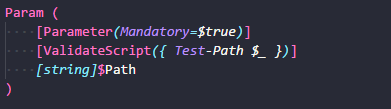 Param (
    [Parameter(Mandatory=$true)]
    [ValidateScript({ Test-Path $_ })]
    [string]$Path
)